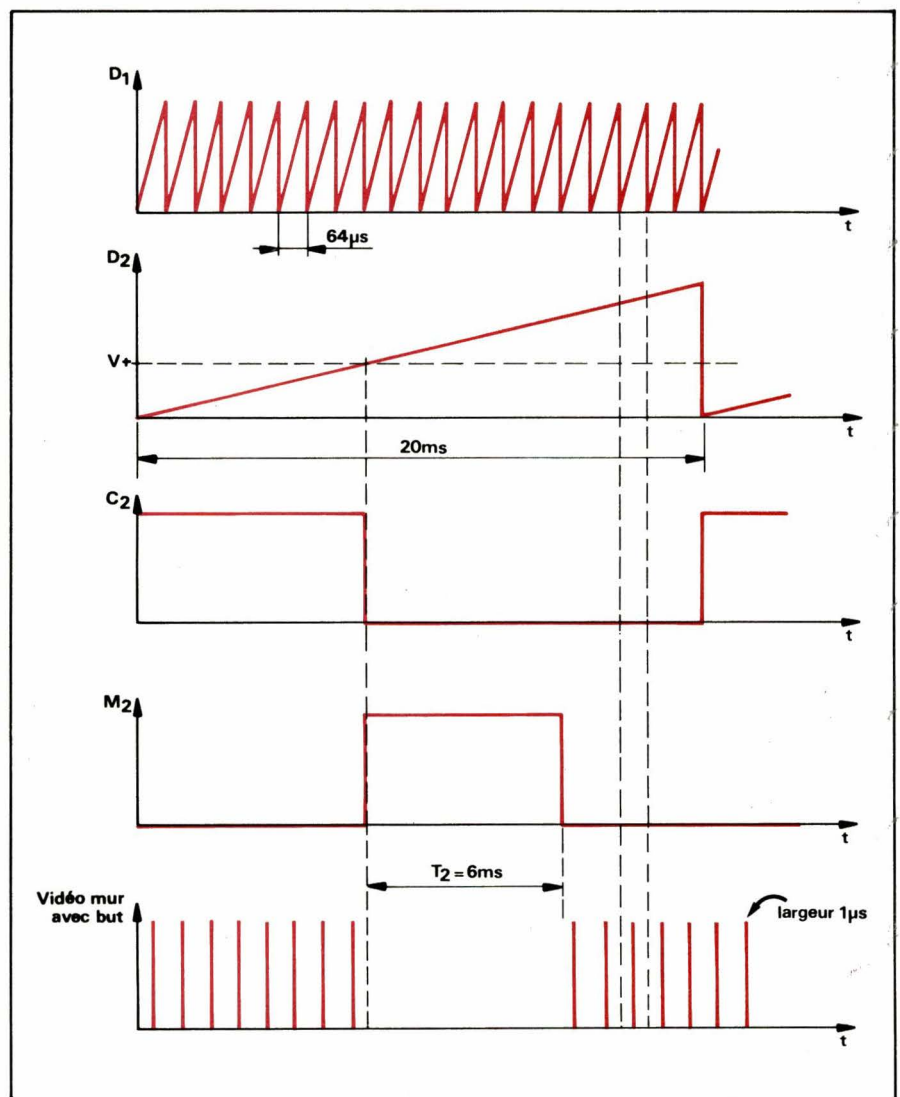 D1
t
64µs
D2
V+
t
20ms
C2
t
M2
t
T2 = 6ms
Vidéo mur
avec but
largeur 1µs
t